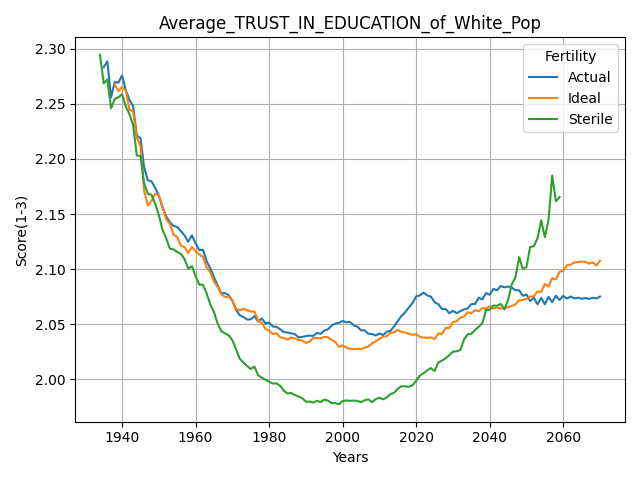 Average_TRUST_IN_EDUCATION_of_White_Pop
Fertility
Actual
Ideal
Sterile
Score(1-3)
2.30
2.25
2.20
2.15
2.10
2.05
2.00
1940
1960
1980
2000
2020
2040
2060
Years